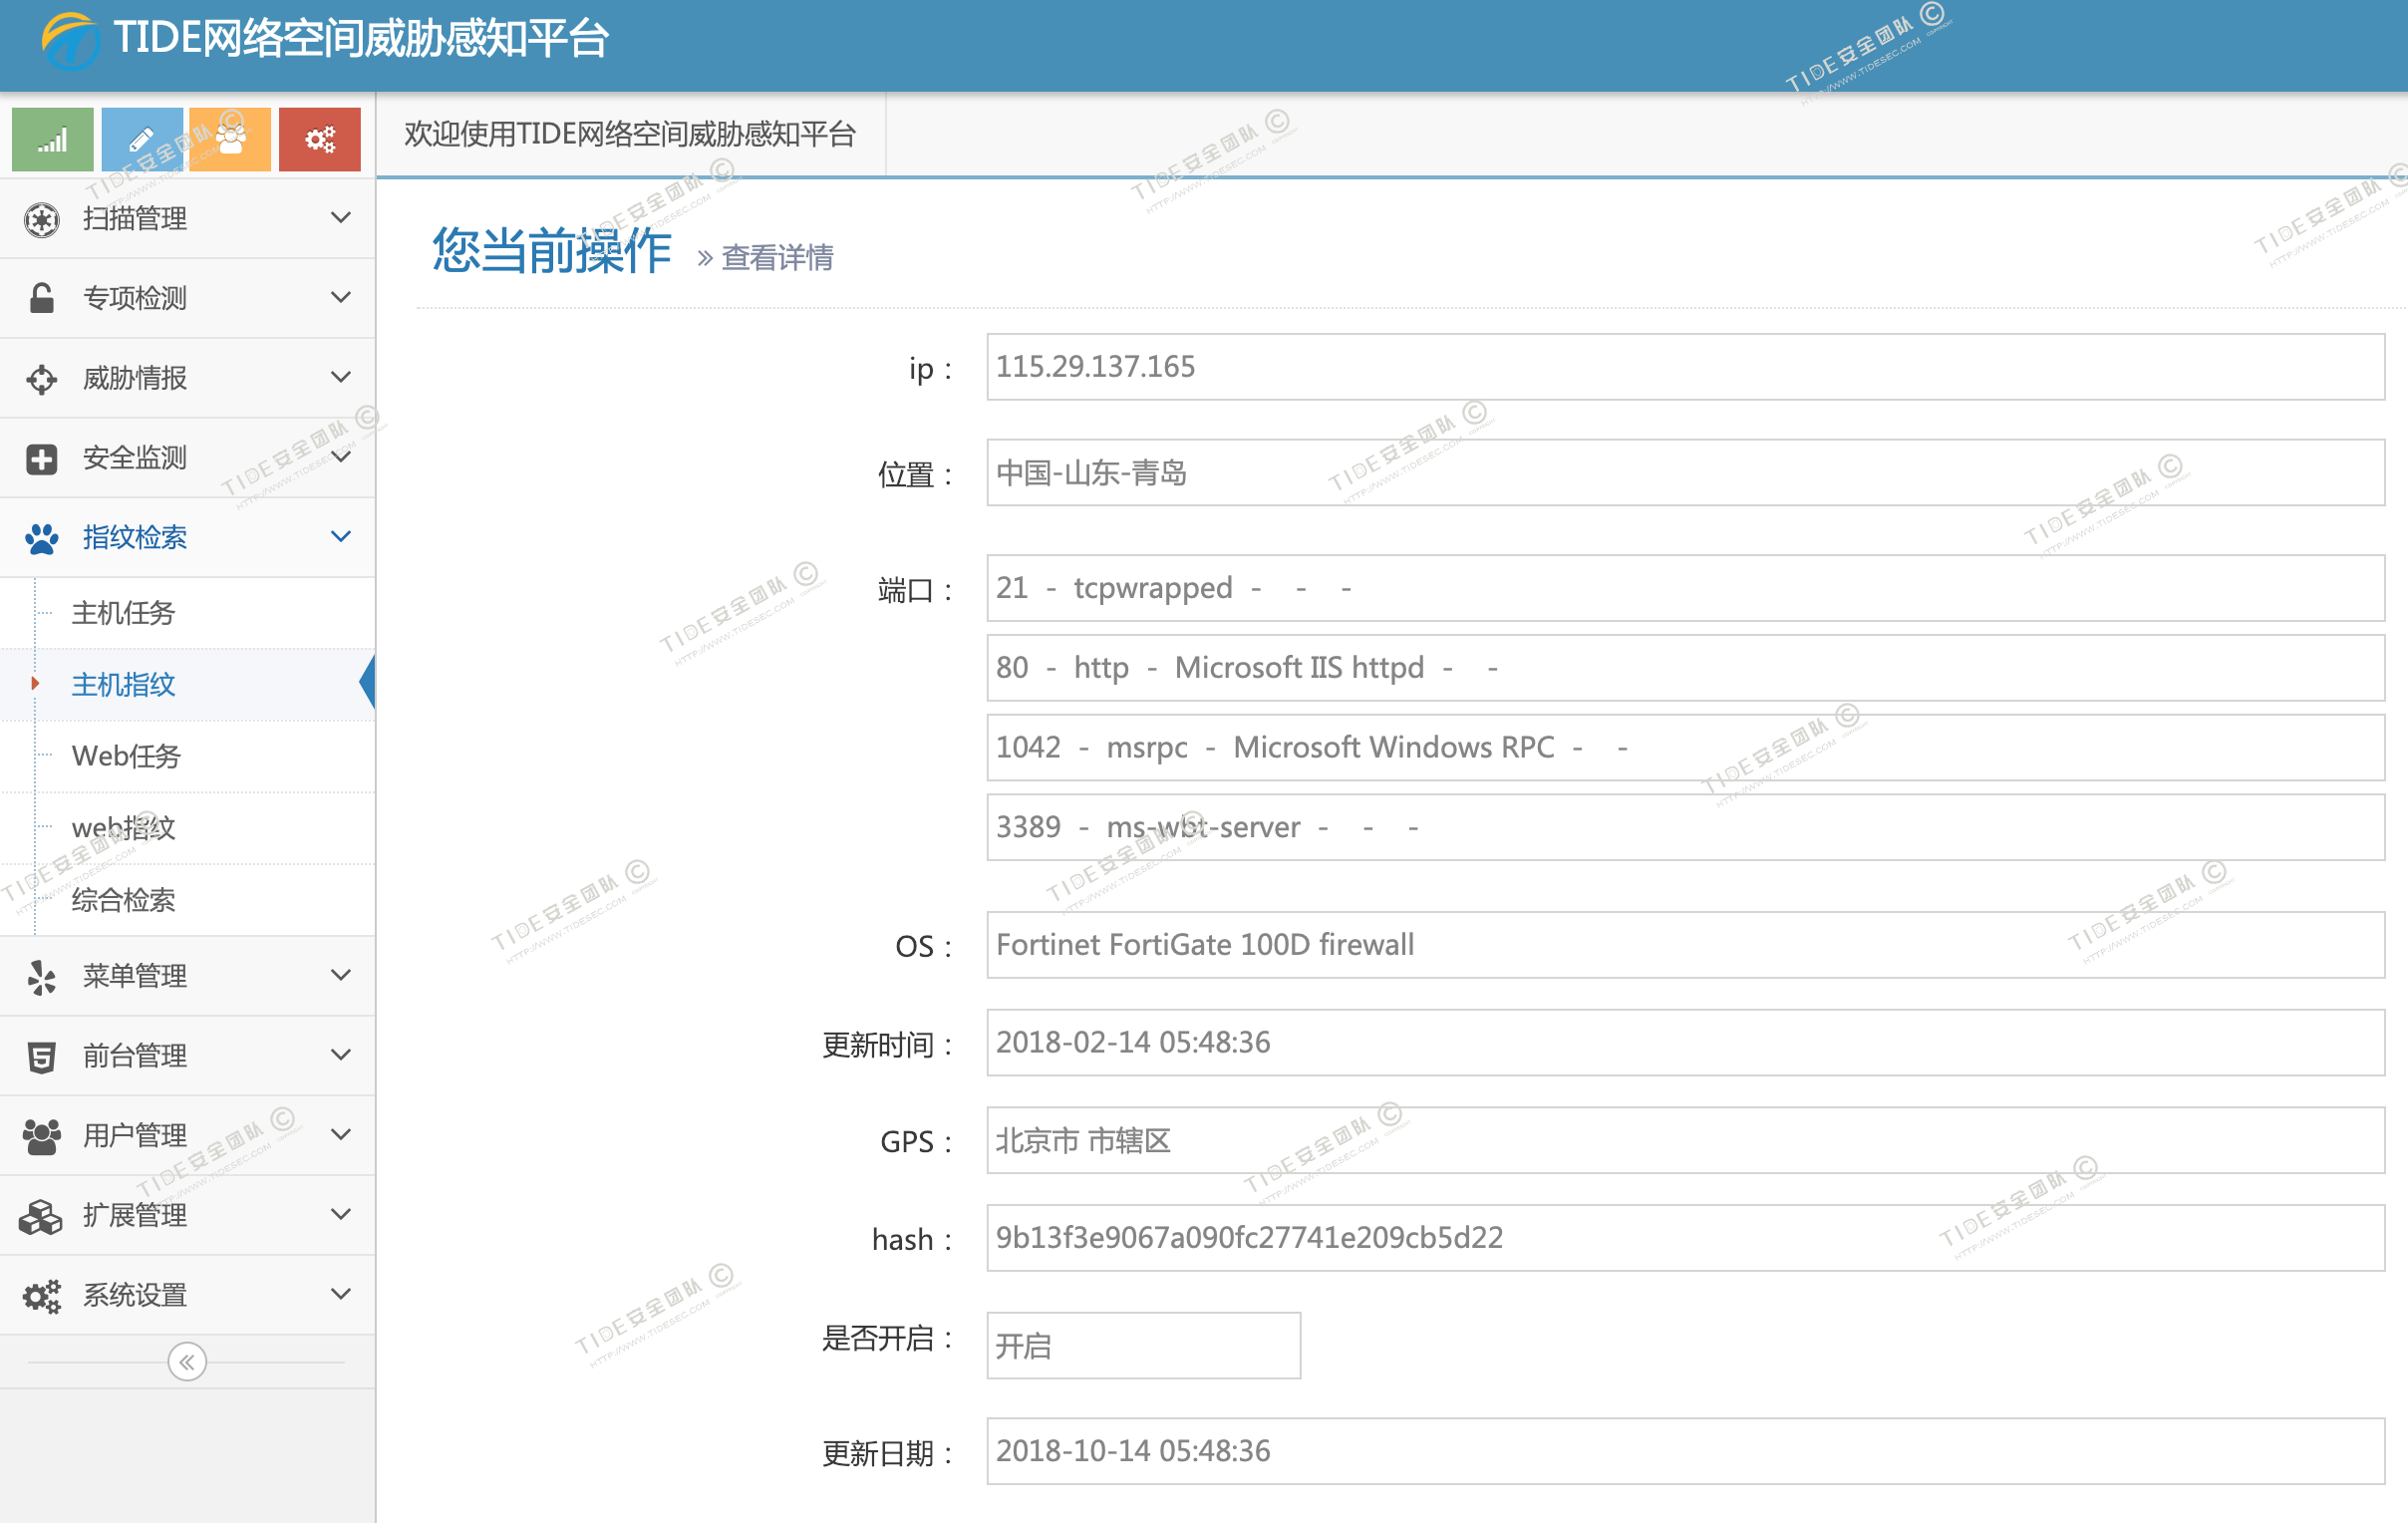 TIDE网络空间威胁感知平台
欢迎使用TIDE网络空间威胁感知平台
扫描管理
专项检测
威胁情报
安全监测
指纹检索
主机任务
主机指纹
Web任务
web指纹
综合检索
菜单管理
前台管理
用户管理
扩展管理
系统设置
您当前操作 » 查看详情
ip： 115.29.137.165
位置： 中国-山东-青岛
端口： 21 - tcpwrapped - - -
80 - http - Microsoft IIS httpd - -
1042 - msrpc - Microsoft Windows RPC - -
3389 - ms-wbt-server - - -
OS： Fortinet FortiGate 100D firewall
更新时间： 2018-02-14 05:48:36
GPS： 北京市 市辖区
hash： 9b13f3e9067a090fc27741e209cb5d22
是否开启： 开启
更新日期： 2018-10-14 05:48:36
TIDE安全团队 ©
HTTP://WWW.TIDESEC.COM COPYRIGHT